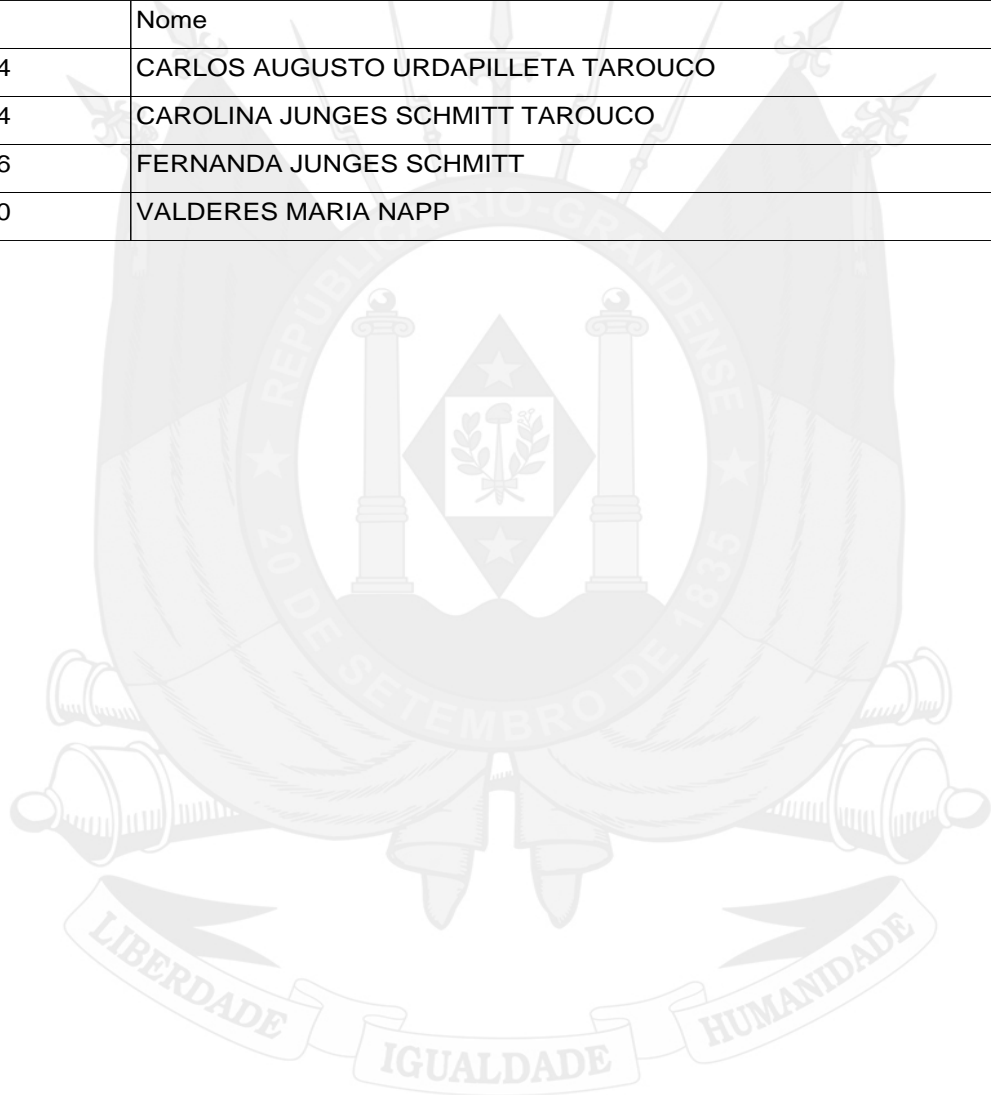 Nome
4 CARLOS AUGUSTO URDAPILLETA TAROUCO
4 CAROLINA JUNGES SCHMITT TAROUCO
6 FERNANDA JUNGES SCHMITT
0 VALDERES MARIA NAPP
REPÚBLICA RIO-GRANDENSE
20 DE SETEMBRO DE 1835
LIBERDADE
IGUALDADE
HUMANIDADE